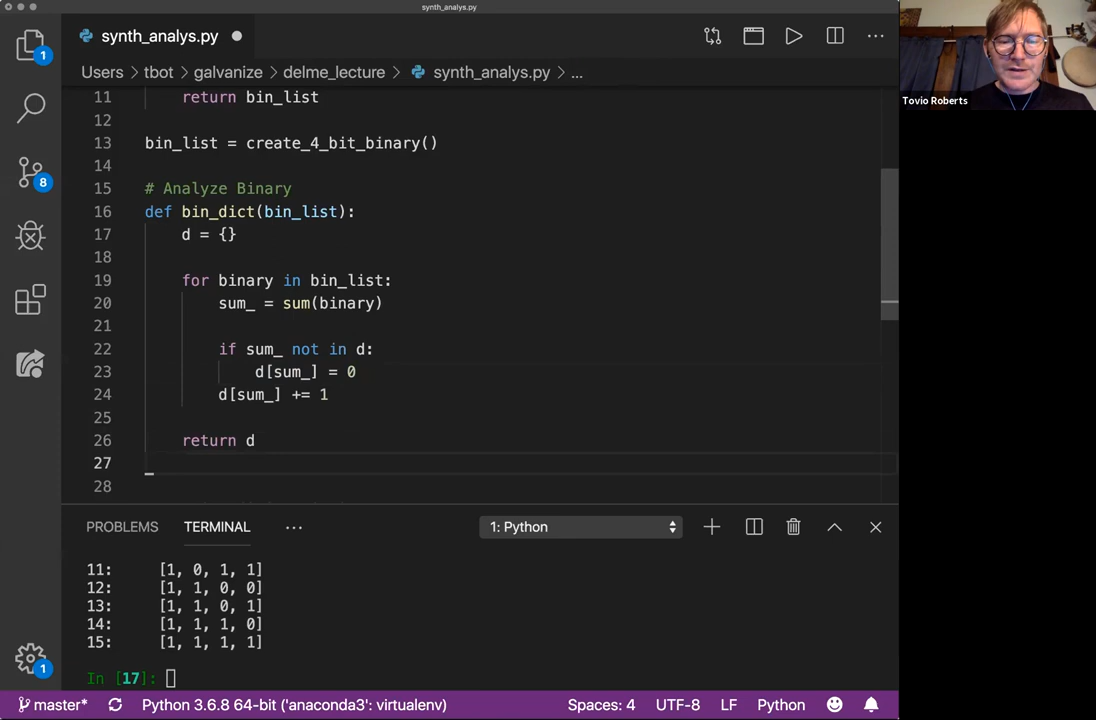 synth_analys.py
synth_analys.py
Users > tbot > galvanize > delme_lecture > synth_analys.py > ...
Tovio Roberts
1
8
11 return bin_list
12
13 bin_list = create_4_bit_binary()
14
15 # Analyze Binary
16 def bin_dict(bin_list):
17 d = {}
18
19 for binary in bin_list:
20 sum_ = sum(binary)
21
22 if sum_ not in d:
23 d[sum_] = 0
24 d[sum_] += 1
25
26 return d
27
28
PROBLEMS TERMINAL ... 1: Python
11: [1, 0, 1, 1]
12: [1, 1, 0, 0]
13: [1, 1, 0, 1]
14: [1, 1, 1, 0]
15: [1, 1, 1, 1]
In [17]:
1
master* Python 3.6.8 64-bit ('anaconda3': virtualenv) Spaces: 4 UTF-8 LF Python